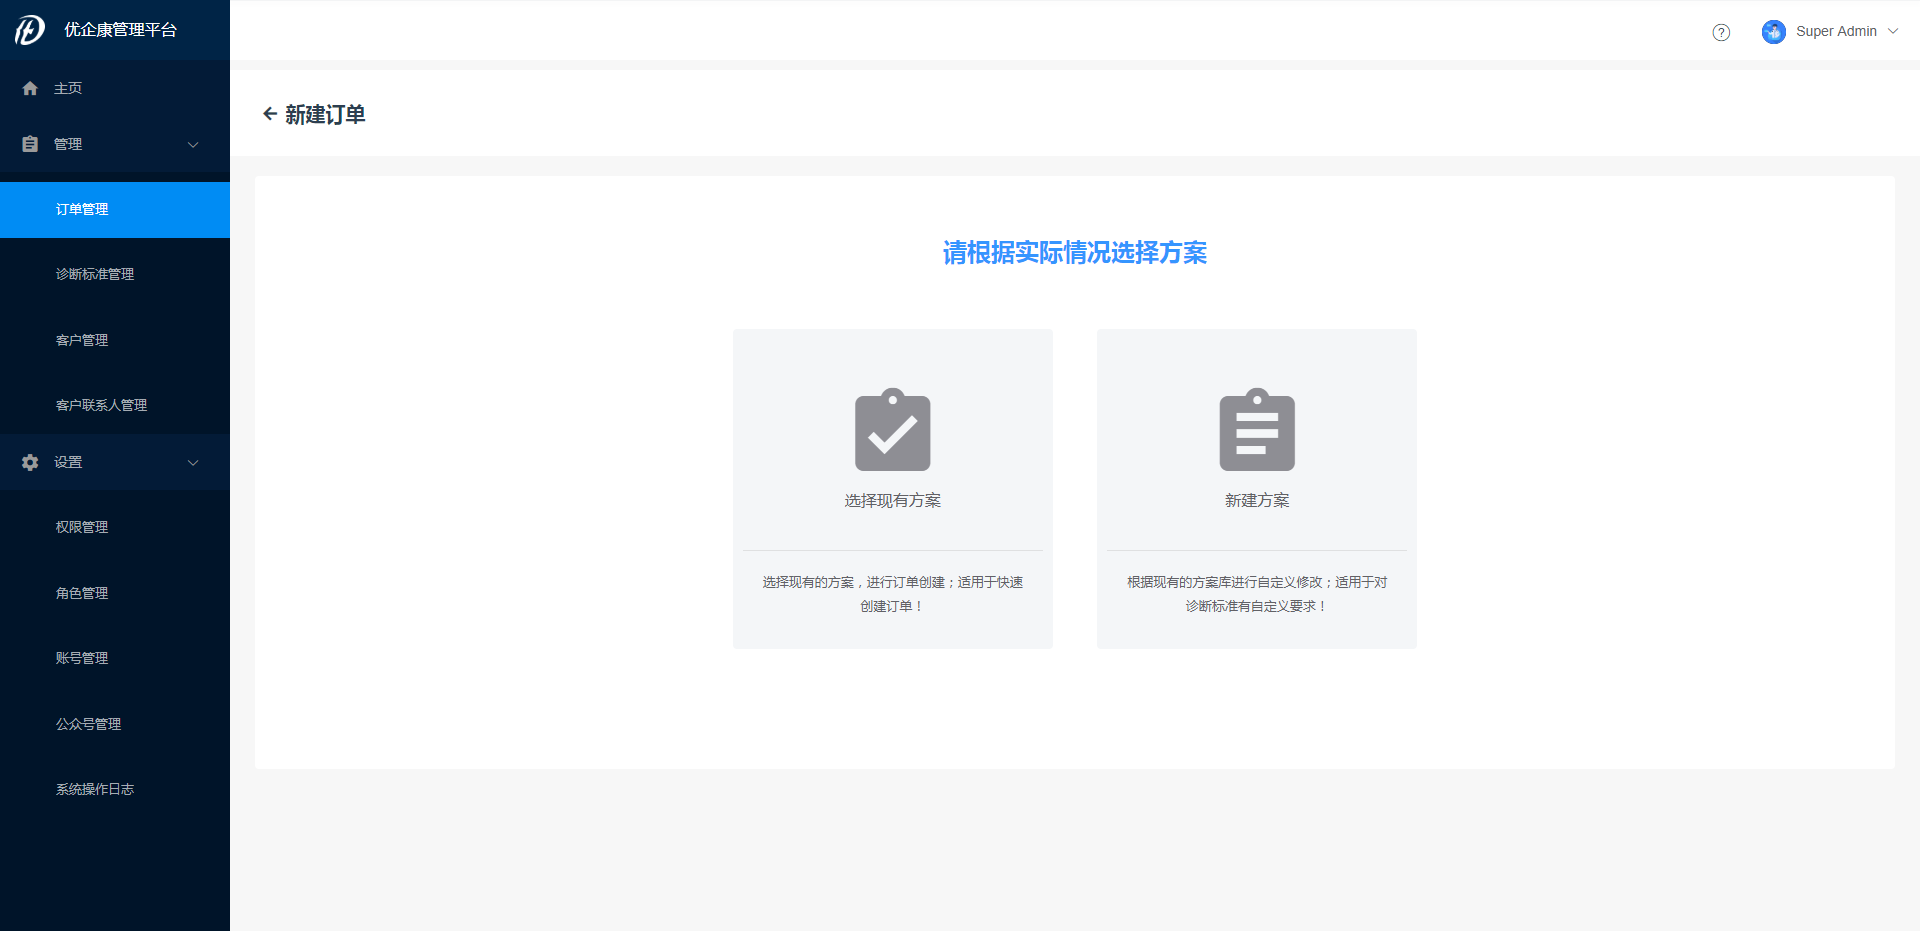 优企康管理平台
Super Admin
主页
管理
订单管理
诊断标准管理
客户管理
客户联系人管理
设置
权限管理
角色管理
账号管理
公众号管理
系统操作日志
新建订单
请根据实际情况选择方案
选择现有方案
选择现有的方案，进行订单创建；适用于快速
创建订单！
新建方案
根据现有的方案库进行自定义修改；适用于对
诊断标准有自定义要求！